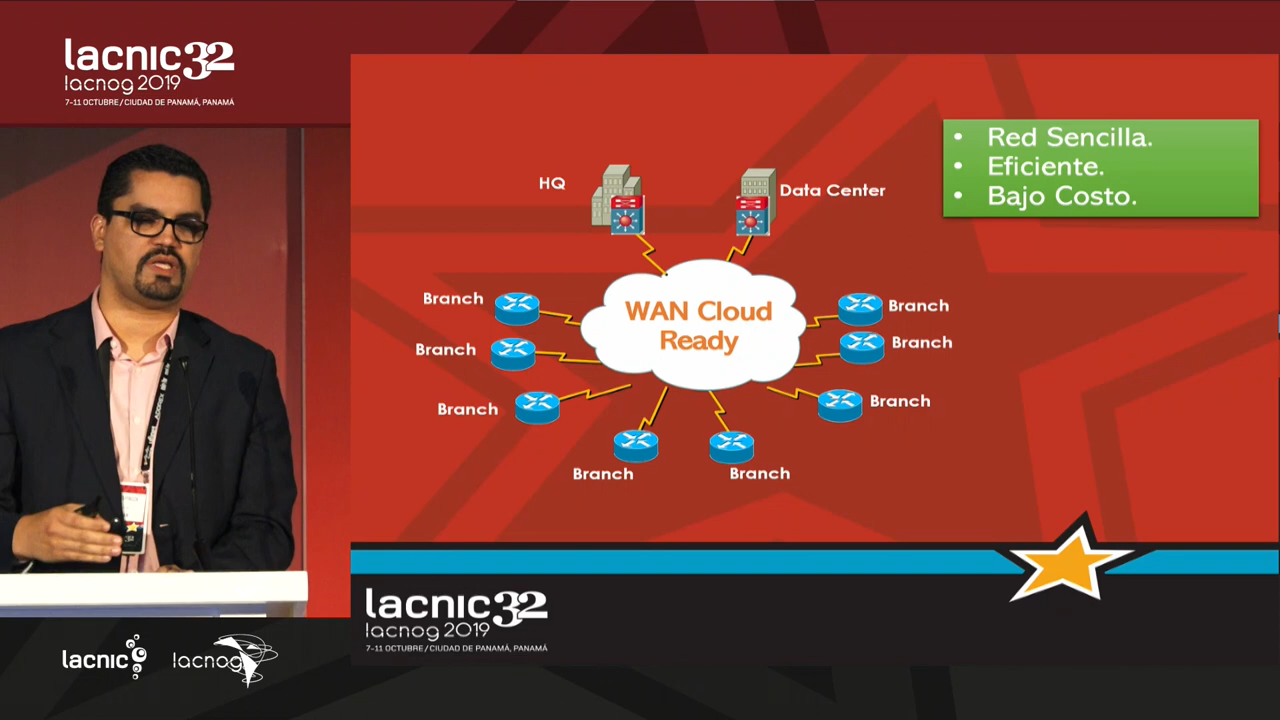 lacnic32
lacnog 2019
7-11 OCTUBRE / CIUDAD DE PANAMÁ, PANAMÁ
• Red Sencilla.
• Eficiente.
• Bajo Costo.
HQ
Data Center
Branch
Branch
Branch
Branch
Branch
Branch
Branch
Branch
WAN Cloud
Ready
lacnic32
lacnog 2019
7-11 OCTUBRE / CIUDAD DE PANAMÁ, PANAMÁ
lacnic
lacnog